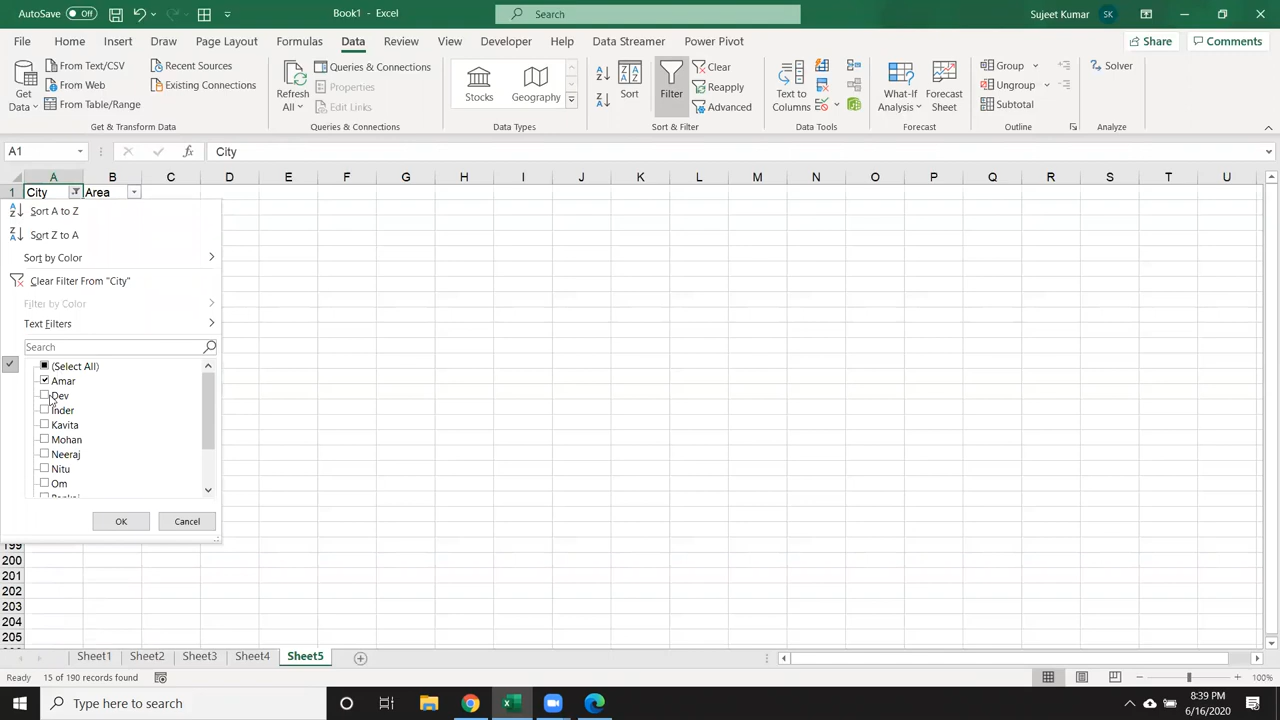 AutoSave Off Book1 - Excel Search Sujeet Kumar SK
File Home Insert Draw Page Layout Formulas Data Review View Developer Help Data Streamer Power Pivot Share Comments
Get Data
From Text/CSV
From Web
From Table/Range
Recent Sources
Existing Connections
Get & Transform Data
Refresh All
Queries & Connections
Properties
Edit Links
Queries & Connections
Stocks Geography
Data Types
Sort
Filter
Clear
Reapply
Advanced
Sort & Filter
Text to Columns
Data Tools
What-If Analysis
Forecast Sheet
Forecast
Group
Ungroup
Subtotal
Outline
Solver
Analyze
A1 fx City
A B C D E F G H I J K L M N O P Q R S T U
1 City Area
Sort A to Z
Sort Z to A
Sort by Color
Clear Filter From "City"
Filter by Color
Text Filters
Search
(Select All)
Amar
Dev
Inder
Kavita
Mohan
Neeraj
Nitu
Om
OK Cancel
199
200
201
202
203
204
205
Sheet1 Sheet2 Sheet3 Sheet4 Sheet5
15 of 190 records found 100%
Type here to search
8:39 PM
6/16/2020